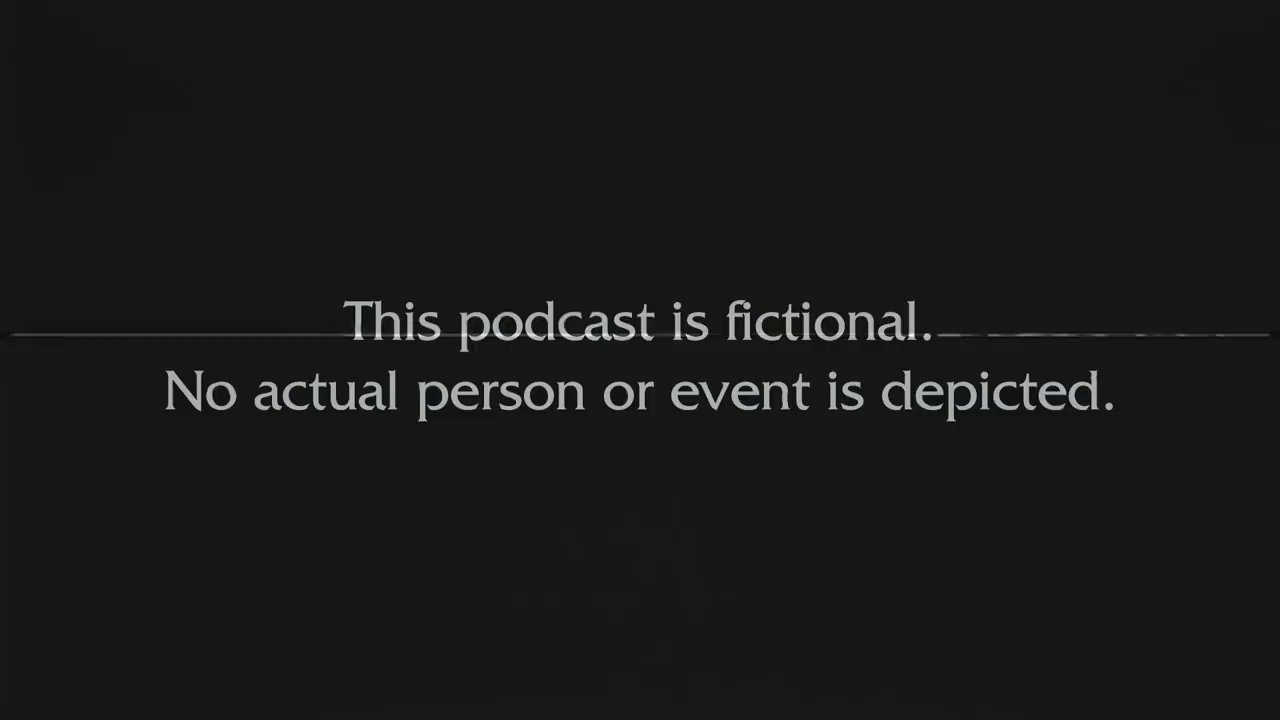 This podcast is fictional.
No actual person or event is depicted.